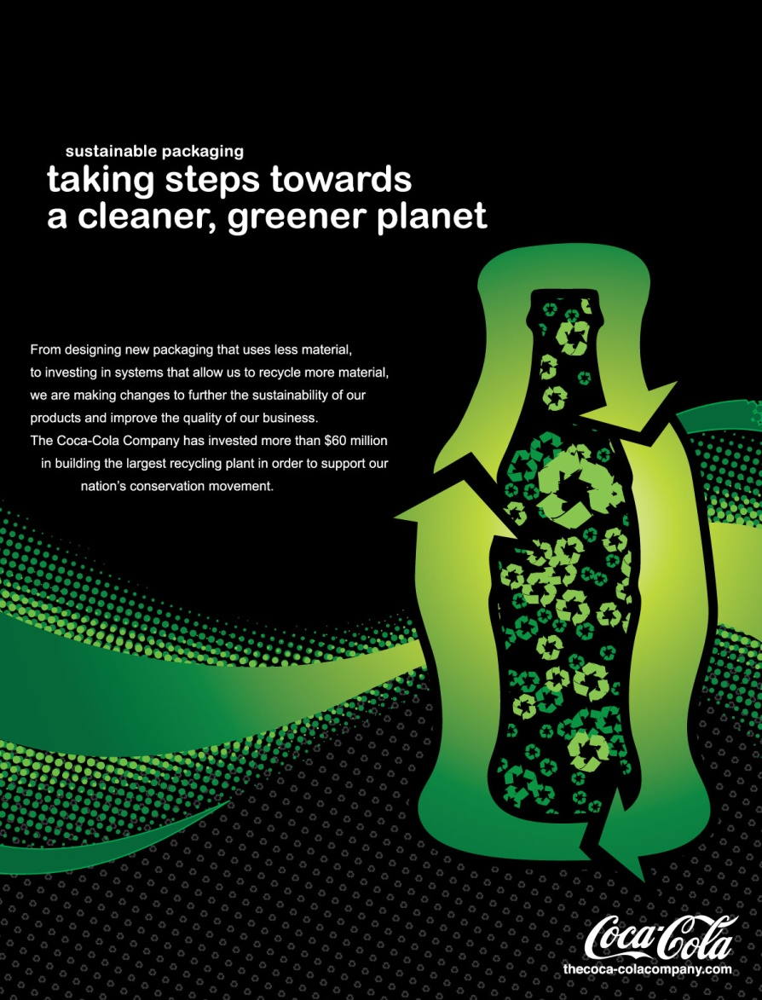 sustainable packaging
taking steps towards
a cleaner, greener planet
From designing new packaging that uses less material,
to investing in systems that allow us to recycle more material,
we are making changes to further the sustainability of our
products and improve the quality of our business.
The Coca-Cola Company has invested more than $60 million
in building the largest recycling plant in order to support our
nation’s conservation movement.
Coca-Cola
thecoca-colacompany.com